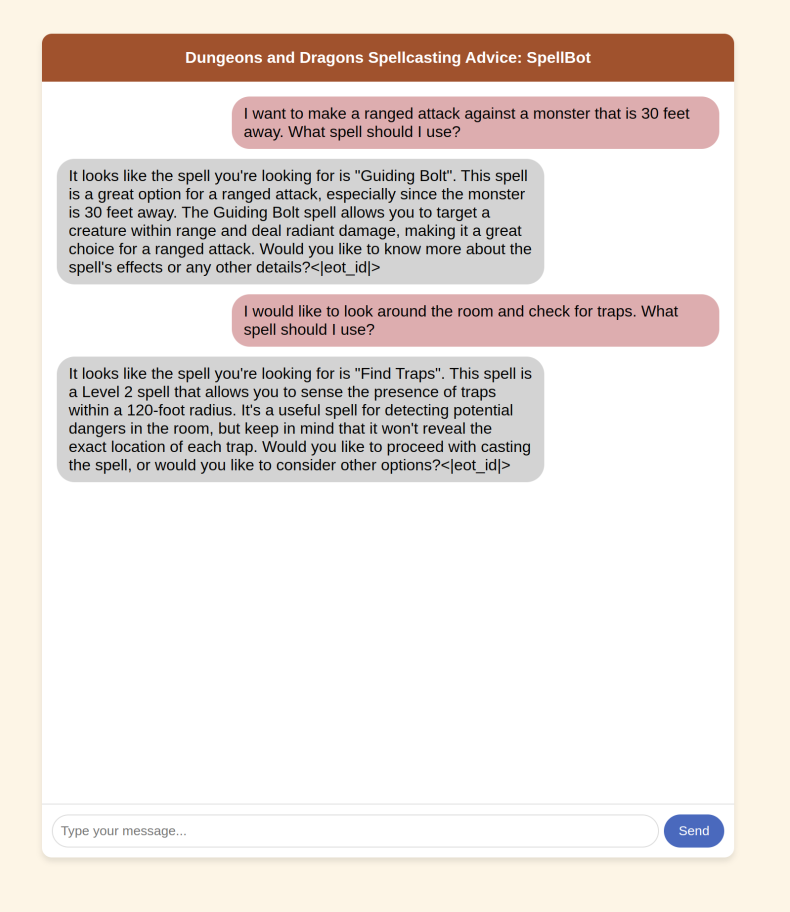 Dungeons and Dragons Spellcasting Advice: SpellBot
I want to make a ranged attack against a monster that is 30 feet
away. What spell should I use?
It looks like the spell you're looking for is "Guiding Bolt". This spell
is a great option for a ranged attack, especially since the monster
is 30 feet away. The Guiding Bolt spell allows you to target a
creature within range and deal radiant damage, making it a great
choice for a ranged attack. Would you like to know more about the
spell's effects or any other details?<|eot_id|>
I would like to look around the room and check for traps. What
spell should I use?
It looks like the spell you're looking for is "Find Traps". This spell is
a Level 2 spell that allows you to sense the presence of traps
within a 120-foot radius. It's a useful spell for detecting potential
dangers in the room, but keep in mind that it won't reveal the
exact location of each trap. Would you like to proceed with casting
the spell, or would you like to consider other options?<|eot_id|>
Type your message...
Send